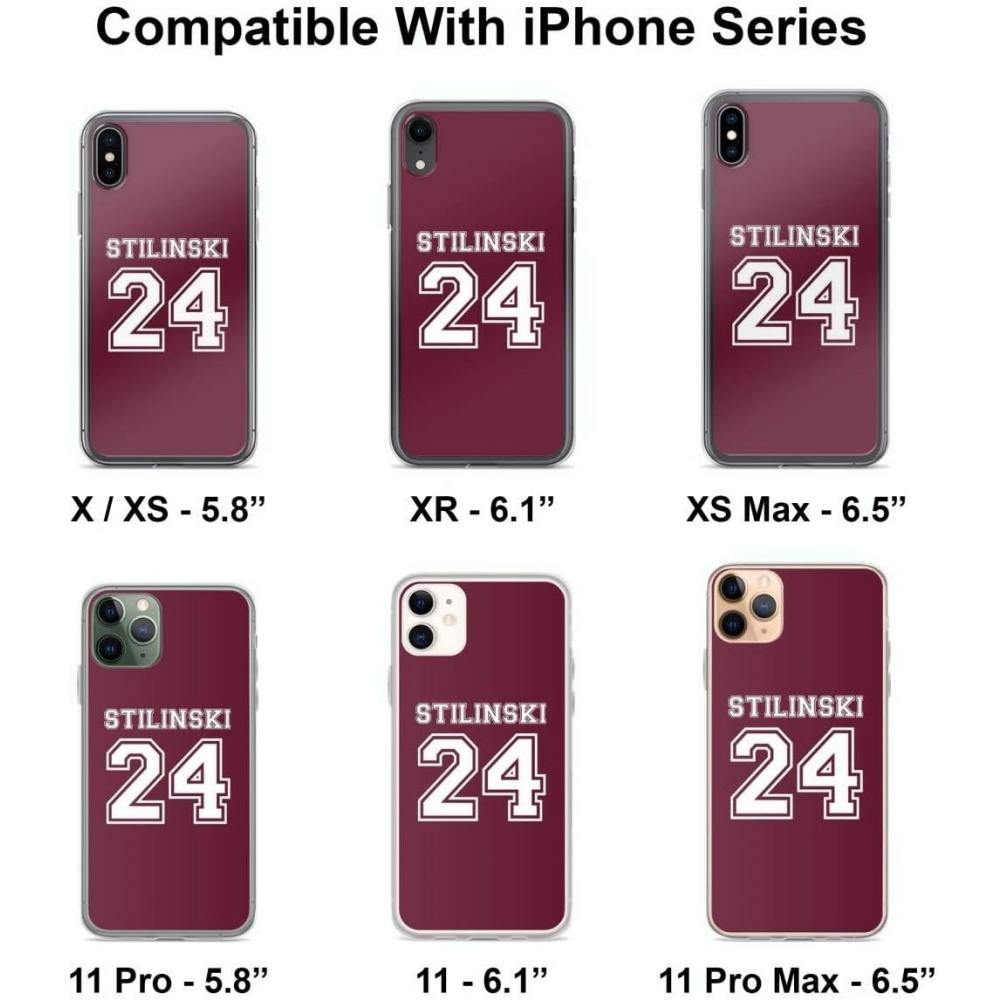 Compatible With iPhone Series
STILINSKI
24
STILINSKI
24
STILINSKI
24
X / XS - 5.8”
XR - 6.1”
XS Max - 6.5”
STILINSKI
24
STILINSKI
24
STILINSKI
24
11 Pro - 5.8”
11 - 6.1”
11 Pro Max - 6.5”